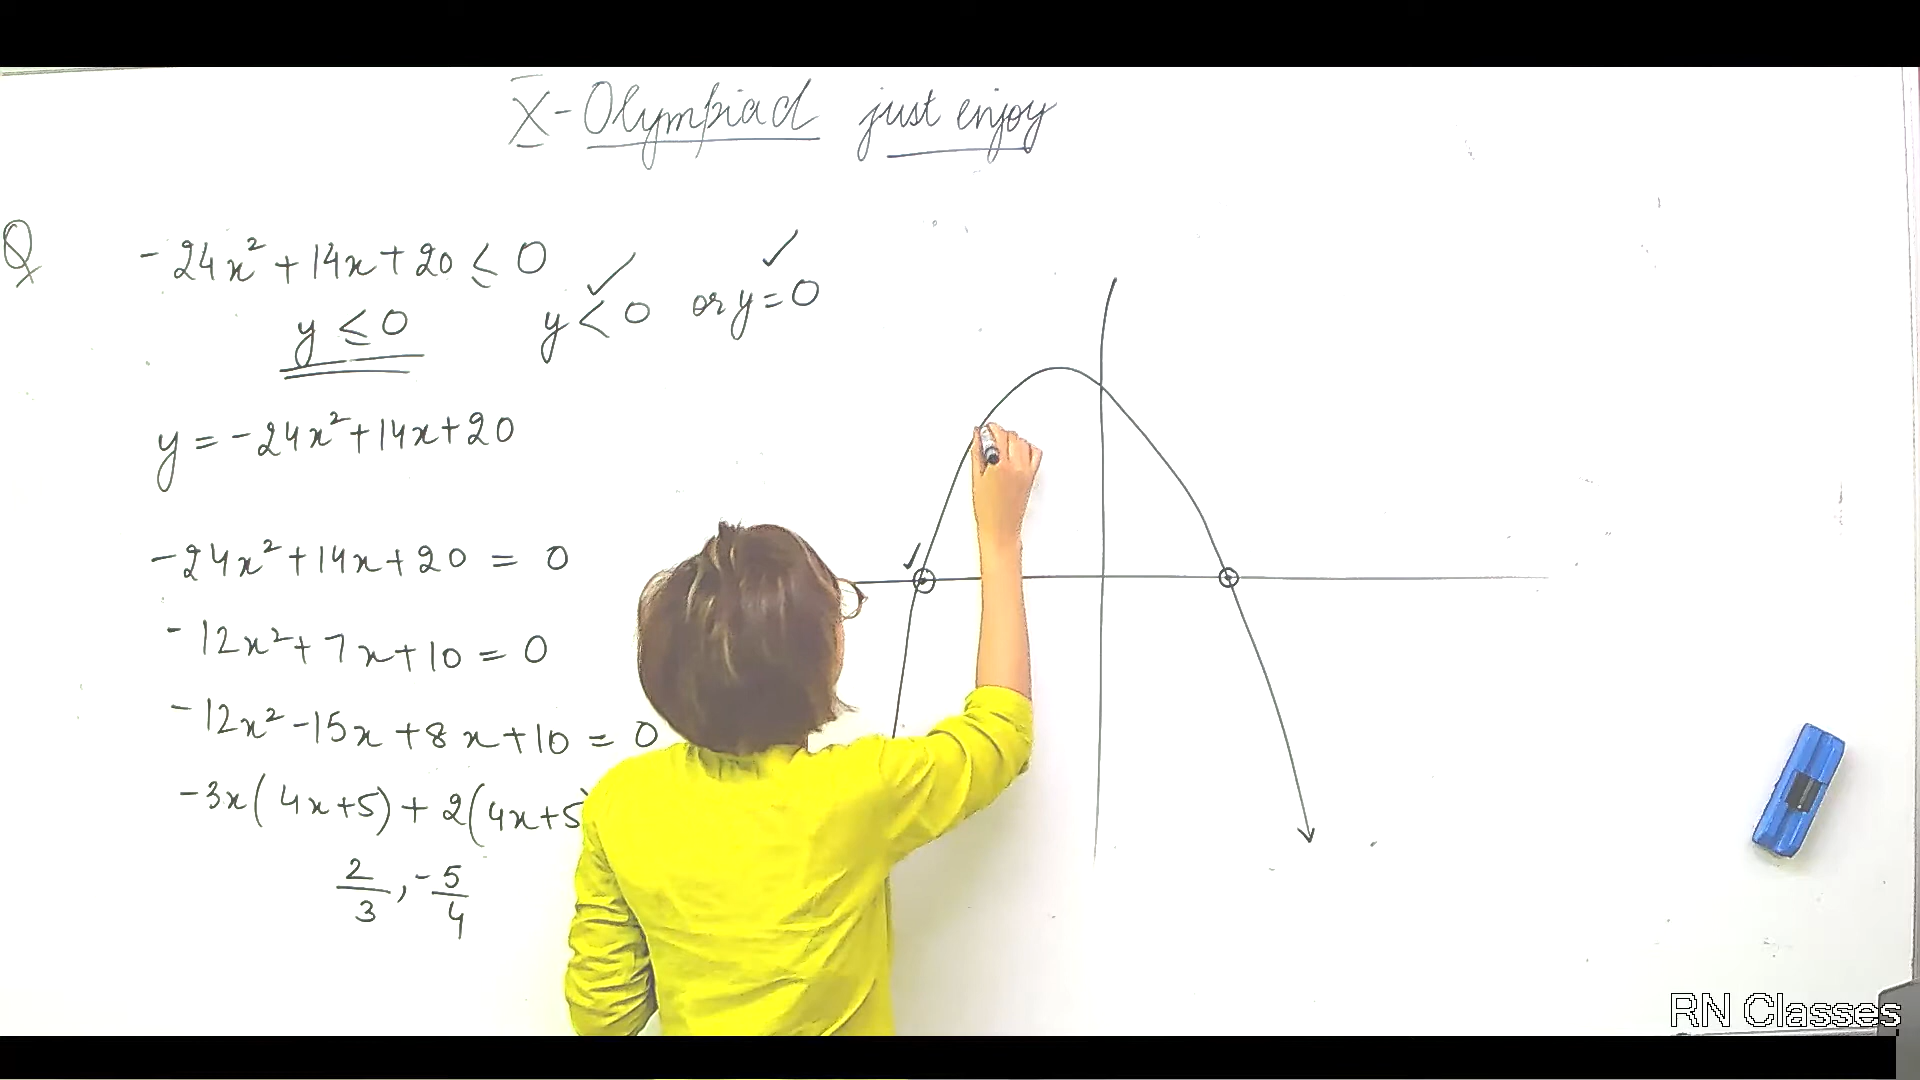 X-Olympiad just enjoy
Q
-24x²+14x+20 ≤ 0
y ≤ 0 y < 0 or y = 0
y = -24x²+14x+20
-24x²+14x+20 = 0
-12x²+7x+10 = 0
-12x²-15x+8x+10 = 0
-3x(4x+5)+2(4x+5)
2/3, -5/4
RN Classes